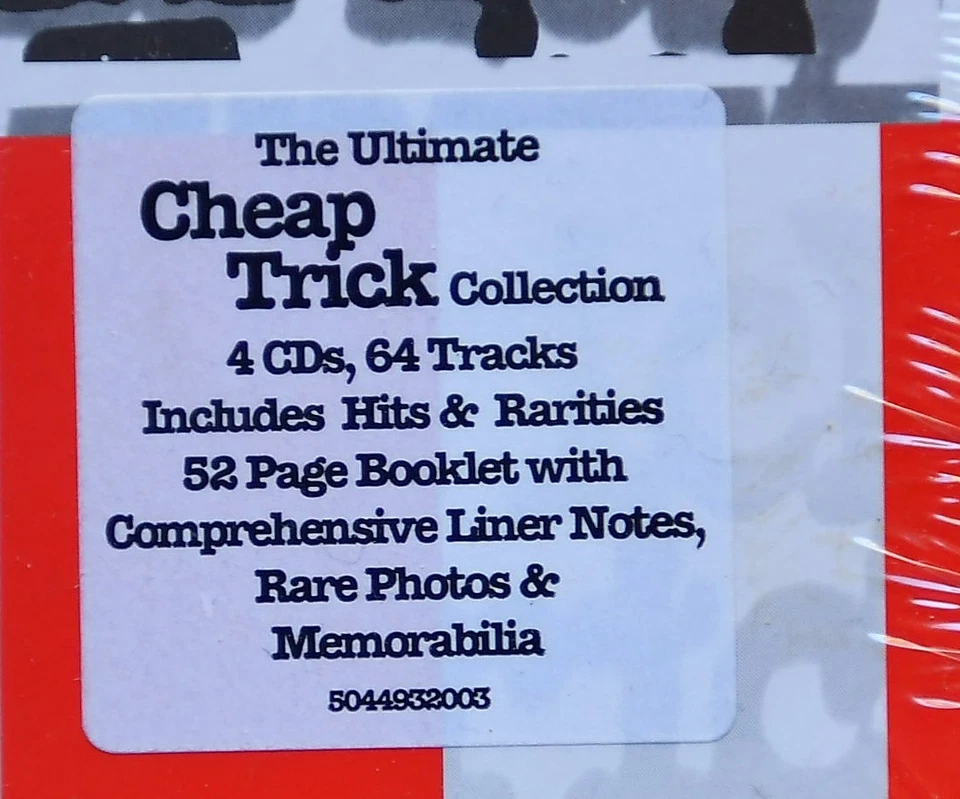 The Ultimate
Cheap
Trick Collection
4 CDs, 64 Tracks
Includes Hits & Rarities
52 Page Booklet with
Comprehensive Liner Notes,
Rare Photos &
Memorabilia
5044932003